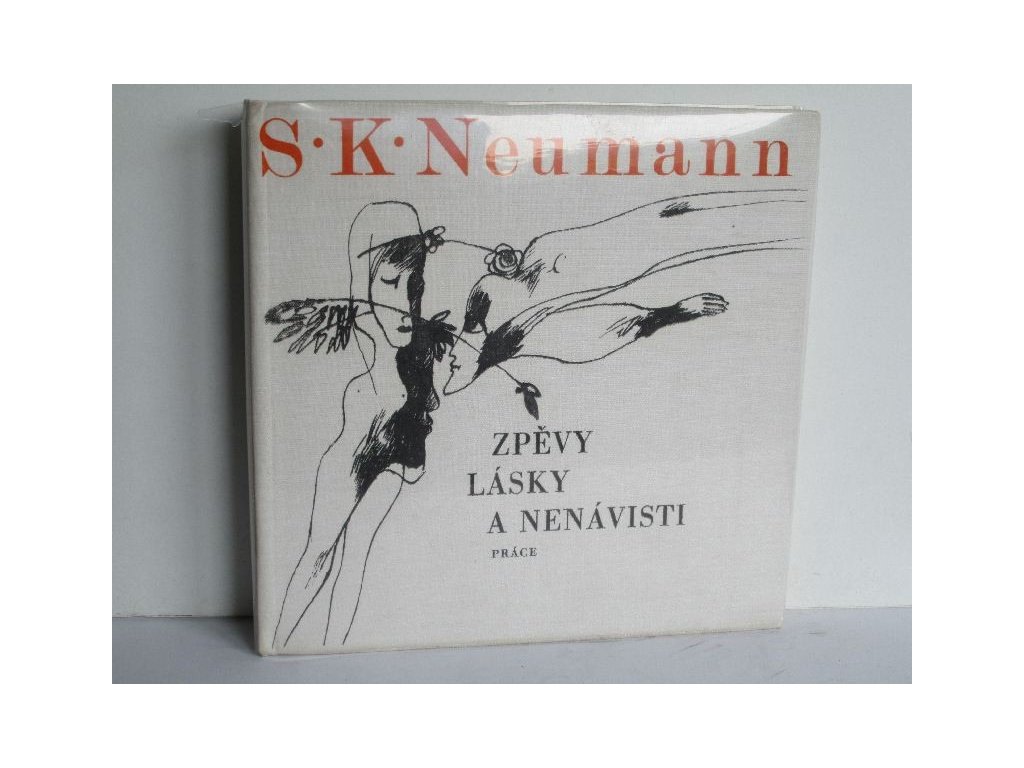 S·K·Neumann
ZPĚVY
LÁSKY
A NENÁVISTI
PRÁCE